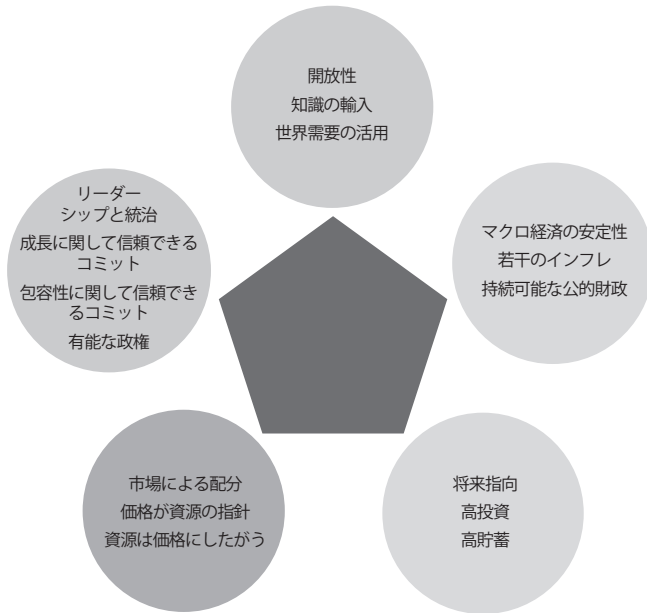 開放性
知識の輸入
世界需要の活用
リーダー
シップと統治
成長に関して信頼できる
コミット
包容性に関して信頼でき
るコミット
有能な政権
マクロ経済の安定性
若干のインフレ
持続可能な公的財政
市場による配分
価格が資源の指針
資源は価格にしたがう
将来指向
高投資
高貯蓄